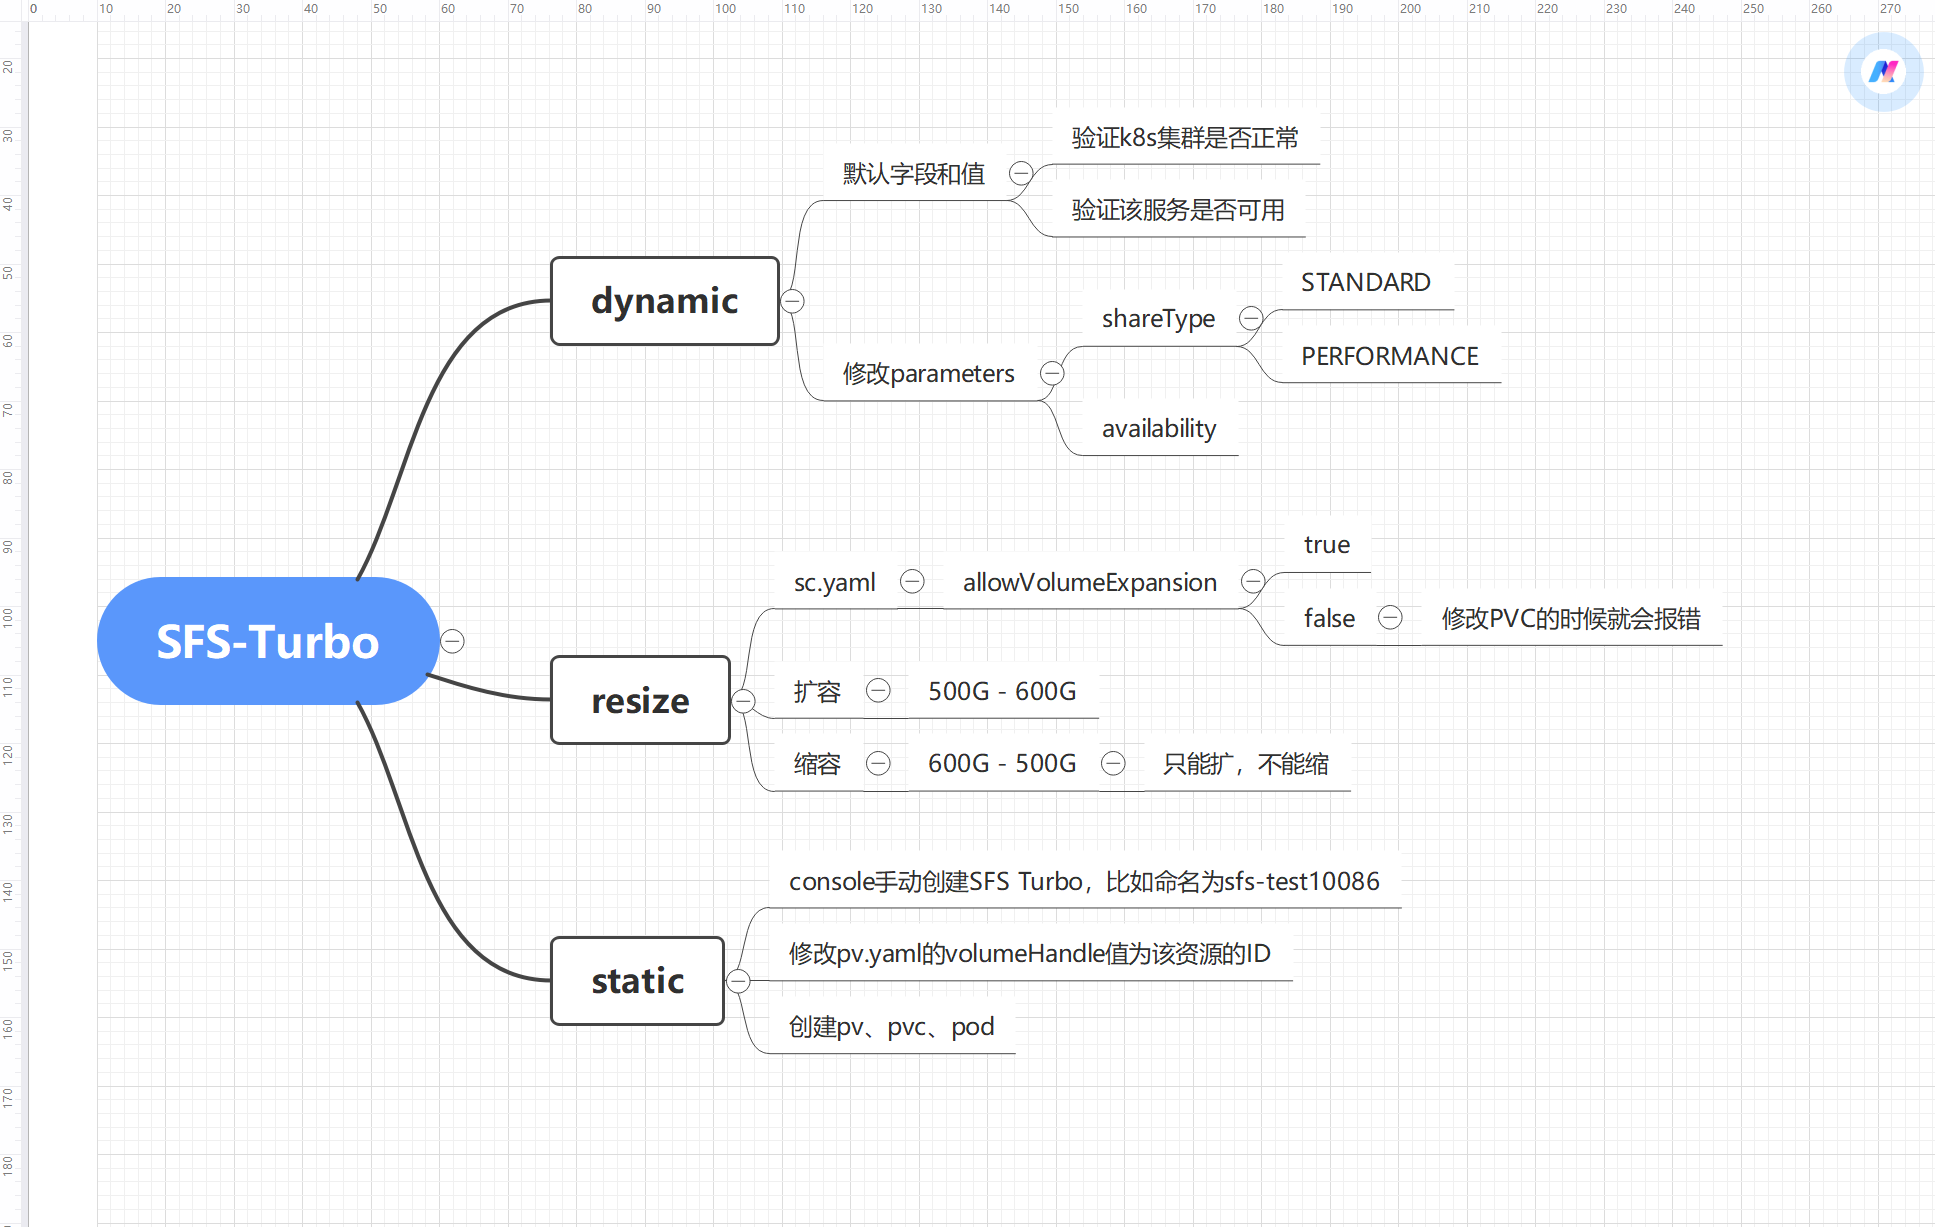 0 10 20 30 40 50 60 70 80 90 100 110 120 130 140 150 160 170 180 190 200 210 220 230 240 250 260 270
20
30
40
50
60
70
80
90
100
110
120
130
140
150
160
170
180
SFS-Turbo
dynamic
默认字段和值
验证k8s集群是否正常
验证该服务是否可用
修改parameters
shareType
STANDARD
PERFORMANCE
availability
resize
sc.yaml
allowVolumeExpansion
true
false
修改PVC的时候就会报错
扩容
500G - 600G
缩容
600G - 500G
只能扩，不能缩
static
console手动创建SFS Turbo，比如命名为sfs-test10086
修改pv.yaml的volumeHandle值为该资源的ID
创建pv、pvc、pod